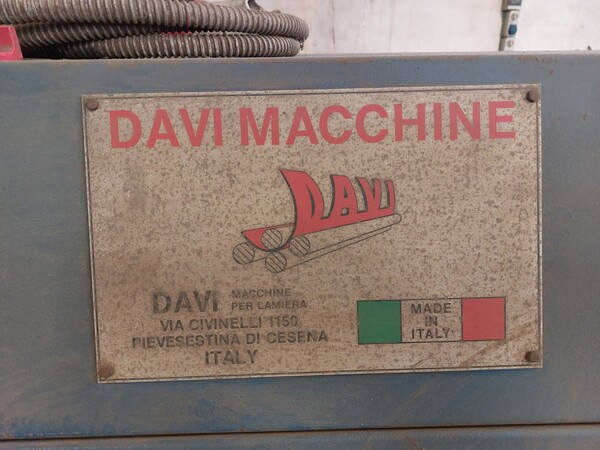 DAVI MACCHINE
DAVI
DAVI MACCHINE PER LAMIERA
VIA CIVINELLI 1150
PIEVESESTINA DI CESENA
ITALY
MADE
IN
ITALY